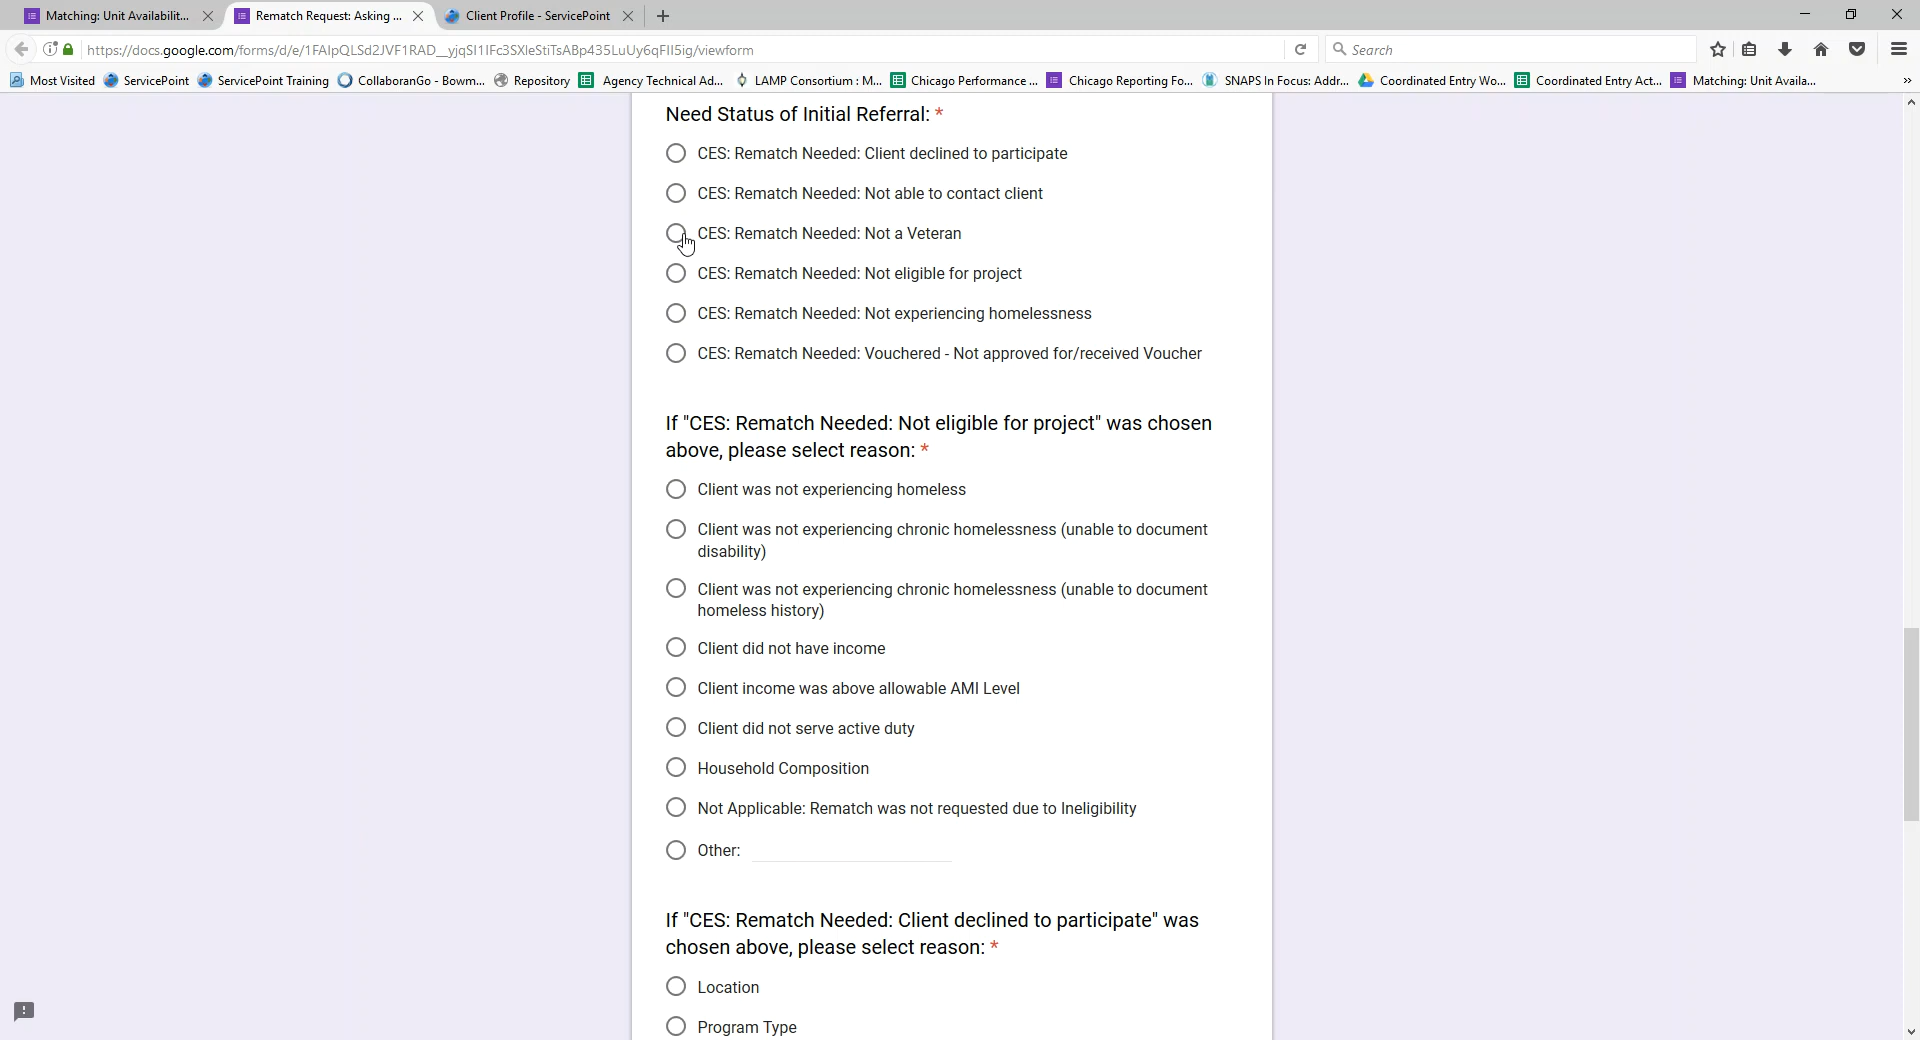 Matching: Unit Availabilit...
Rematch Request: Asking ...
Client Profile - ServicePoint
https://docs.google.com/forms/d/e/1FAIpQLSd2JVF1RAD__yjqSI1IFc3SXIeStiTsABp435LuUy6qFII5ig/viewform
Search
Most Visited
ServicePoint
ServicePoint Training
CollaboranGo - Bowm...
Repository
Agency Technical Ad...
LAMP Consortium : M...
Chicago Performance ...
Chicago Reporting Fo...
SNAPS In Focus: Addr...
Coordinated Entry Wo...
Coordinated Entry Act...
Matching: Unit Availa...
Need Status of Initial Referral: *
CES: Rematch Needed: Client declined to participate
CES: Rematch Needed: Not able to contact client
CES: Rematch Needed: Not a Veteran
CES: Rematch Needed: Not eligible for project
CES: Rematch Needed: Not experiencing homelessness
CES: Rematch Needed: Vouchered - Not approved for/received Voucher
If "CES: Rematch Needed: Not eligible for project" was chosen
above, please select reason: *
Client was not experiencing homeless
Client was not experiencing chronic homelessness (unable to document
disability)
Client was not experiencing chronic homelessness (unable to document
homeless history)
Client did not have income
Client income was above allowable AMI Level
Client did not serve active duty
Household Composition
Not Applicable: Rematch was not requested due to Ineligibility
Other:
If "CES: Rematch Needed: Client declined to participate" was
chosen above, please select reason: *
Location
Program Type